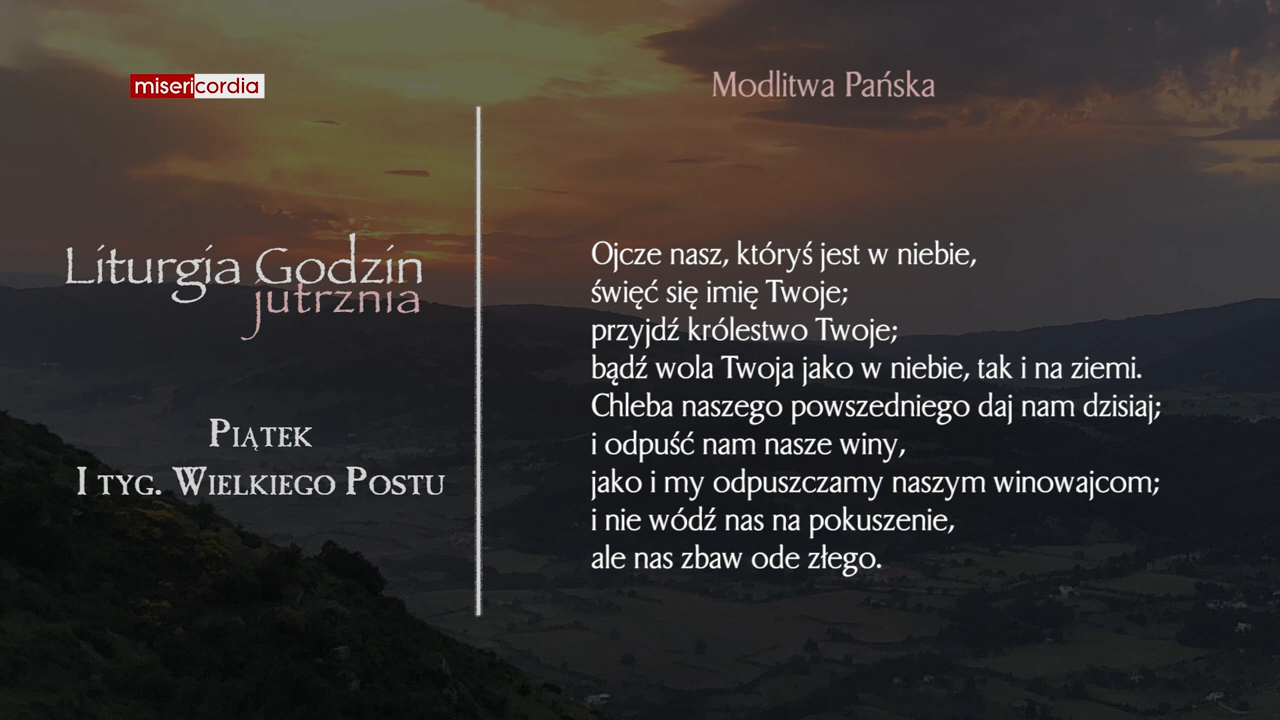 misericordia
Liturgia Godzin
jutrznia
Piątek
I tyg. Wielkiego Postu
Modlitwa Pańska
Ojcze nasz, któryś jest w niebie,
święć się imię Twoje;
przyjdź królestwo Twoje;
bądź wola Twoja jako w niebie, tak i na ziemi.
Chleba naszego powszedniego daj nam dzisiaj;
i odpuść nam nasze winy,
jako i my odpuszczamy naszym winowajcom;
i nie wódź nas na pokuszenie,
ale nas zbaw ode złego.